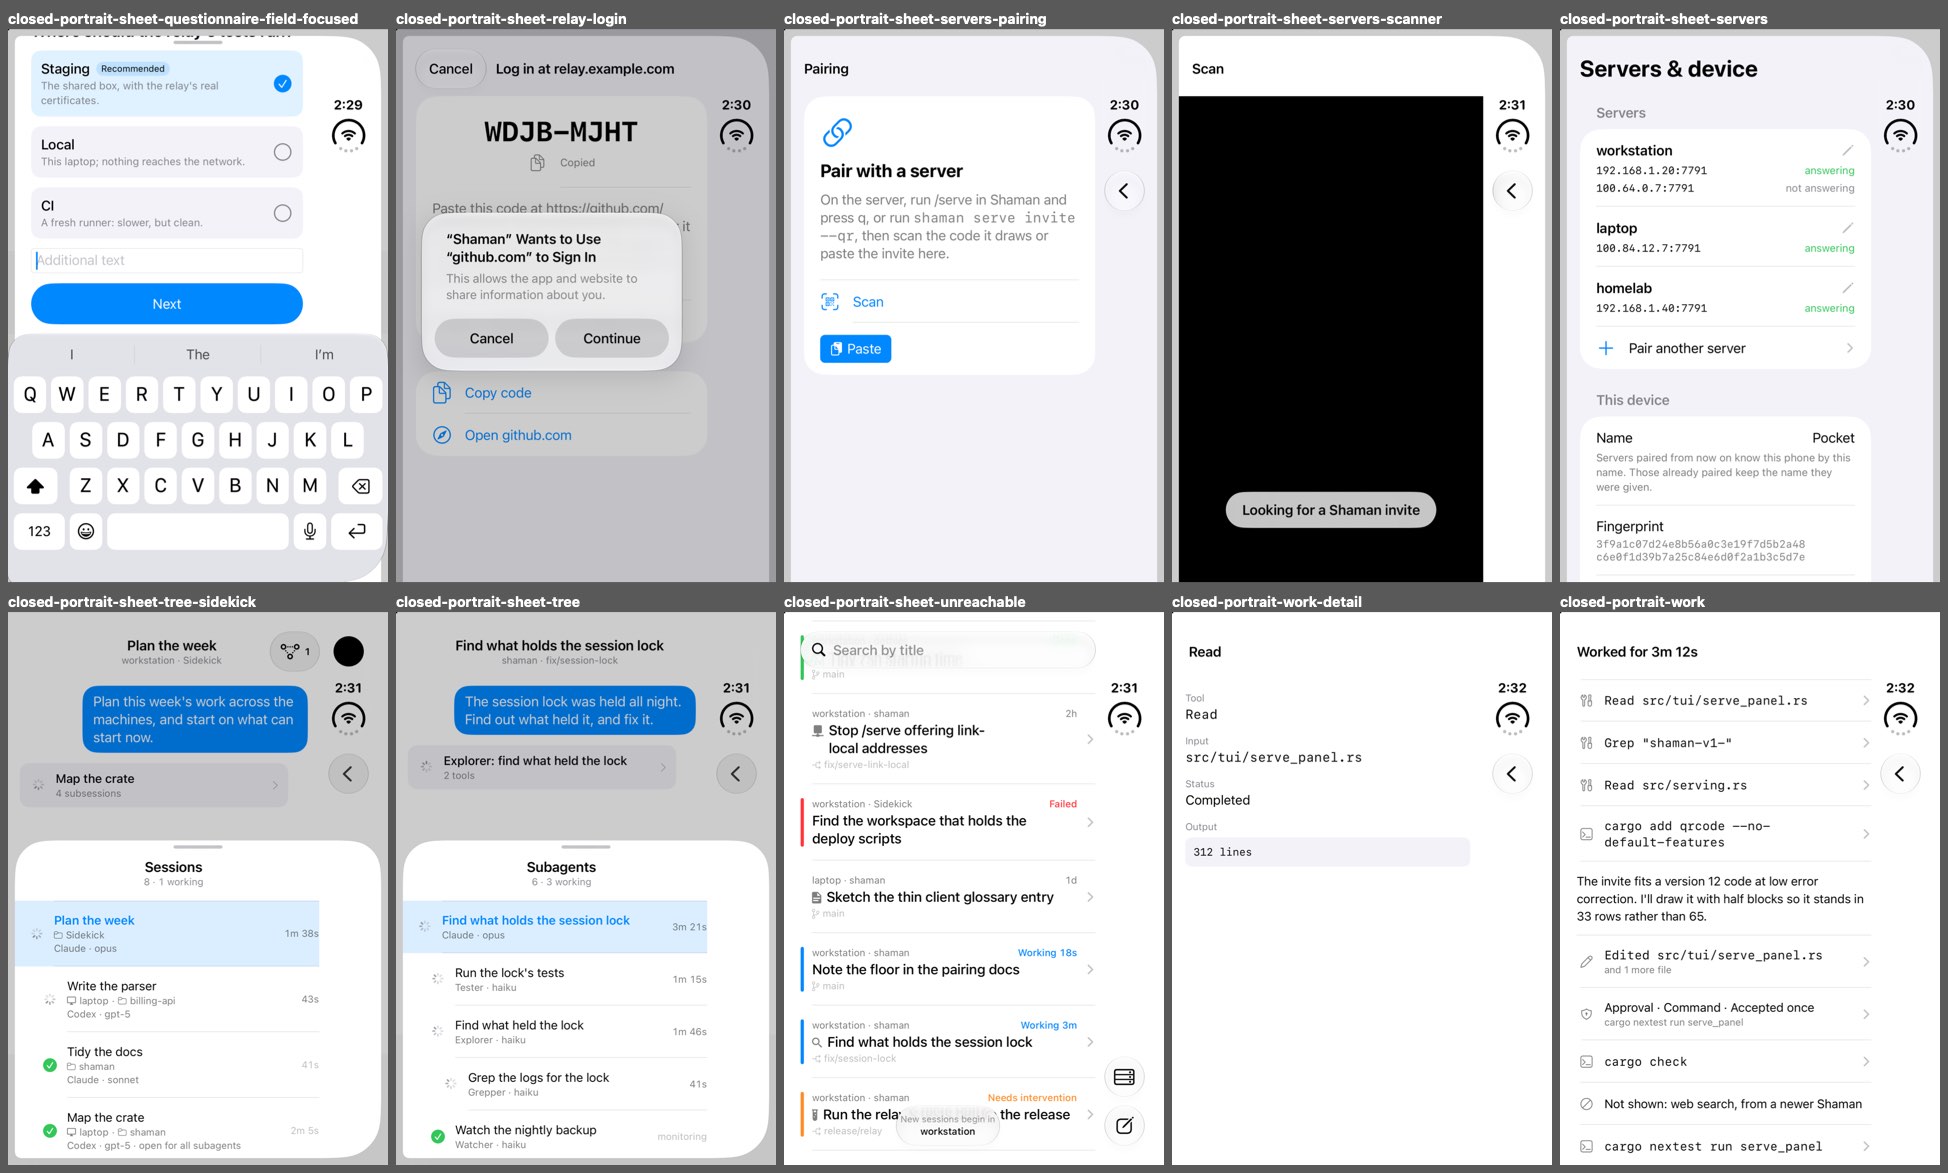 closed-portrait-sheet-questionnaire-field-focused
Staging Recommended
The shared box, with the relay's real
certificates.
2:29
Local
This laptop; nothing reaches the network.
CI
A fresh runner: slower, but clean.
Additional text
Next
I The I'm
Q W E R T Y U I O P
A S D F G H J K L
Z X C V B N M
123
closed-portrait-sheet-relay-login
Cancel Log in at relay.example.com
2:30
WDJB-MJHT
Copied
Paste this code at https://github.com/
it
"Shaman" Wants to Use
"github.com" to Sign In
This allows the app and website to
share information about you.
Cancel Continue
Copy code
Open github.com
closed-portrait-sheet-servers-pairing
Pairing
2:30
Pair with a server
On the server, run /serve in Shaman and
press q, or run shaman serve invite
--qr, then scan the code it draws or
paste the invite here.
Scan
Paste
closed-portrait-sheet-servers-scanner
Scan
2:31
Looking for a Shaman invite
closed-portrait-sheet-servers
Servers & device
2:30
Servers
workstation
192.168.1.20:7791 answering
100.64.0.7:7791 not answering
laptop
100.84.12.7:7791 answering
homelab
192.168.1.40:7791 answering
Pair another server
This device
Name Pocket
Servers paired from now on know this phone by this
name. Those already paired keep the name they
were given.
Fingerprint
3f9a1c07d24e8b56a0c3e19f7d5b2a48
c6e0f1d39b7a25c84e6d0f2a1b3c5d7e
closed-portrait-sheet-tree-sidekick
Plan the week
workstation · Sidekick
1
2:31
Plan this week's work across the
machines, and start on what can
start now.
Map the crate
4 subsessions
Sessions
8 · 1 working
Plan the week
Sidekick
Claude · opus
1m 38s
Write the parser
laptop · billing-api
Codex · gpt-5
43s
Tidy the docs
shaman
Claude · sonnet
41s
Map the crate
laptop · shaman
Codex · gpt-5 · open for all subagents
2m 5s
closed-portrait-sheet-tree
Find what holds the session lock
shaman · fix/session-lock
2:31
The session lock was held all night.
Find out what held it, and fix it.
Explorer: find what held the lock
2 tools
Subagents
6 · 3 working
Find what holds the session lock
Claude · opus
3m 21s
Run the lock's tests
Tester · haiku
1m 15s
Find what held the lock
Explorer · haiku
1m 46s
Grep the logs for the lock
Grepper · haiku
41s
Watch the nightly backup
Watcher · haiku
monitoring
closed-portrait-sheet-unreachable
Search by title
main
2:31
workstation · shaman 2h
Stop /serve offering link-
local addresses
fix/serve-link-local
workstation · Sidekick Failed
Find the workspace that holds the
deploy scripts
laptop · shaman 1d
Sketch the thin client glossary entry
main
workstation · shaman Working 18s
Note the floor in the pairing docs
main
workstation · shaman Working 3m
Find what holds the session lock
fix/session-lock
workstation · shaman Needs intervention
Run the the release
release/relay
New sessions begin in
workstation
closed-portrait-work-detail
Read
2:32
Tool
Read
Input
src/tui/serve_panel.rs
Status
Completed
Output
312 lines
closed-portrait-work
Worked for 3m 12s
2:32
Read src/tui/serve_panel.rs
Grep "shaman-v1-"
Read src/serving.rs
cargo add qrcode --no-
default-features
The invite fits a version 12 code at low error
correction. I'll draw it with half blocks so it stands in
33 rows rather than 65.
Edited src/tui/serve_panel.rs
and 1 more file
Approval · Command · Accepted once
cargo nextest run serve_panel
cargo check
Not shown: web search, from a newer Shaman
cargo nextest run serve_panel